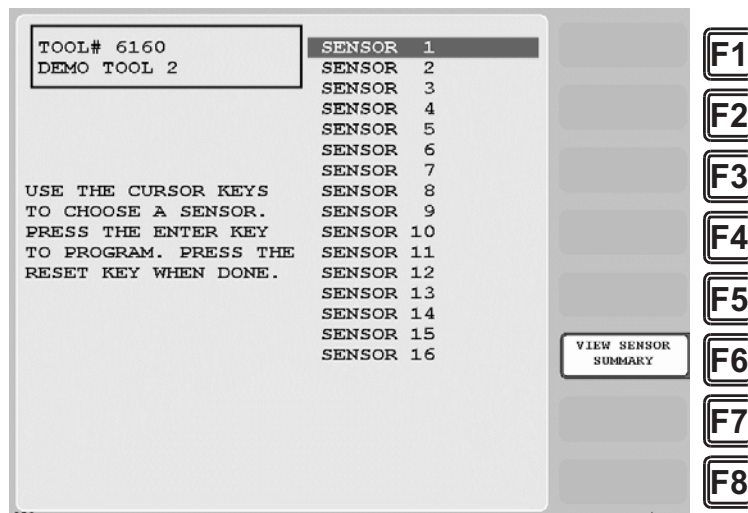 TOOL# 6160
DEMO TOOL 2
USE THE CURSOR KEYS
TO CHOOSE A SENSOR.
PRESS THE ENTER KEY
TO PROGRAM. PRESS THE
RESET KEY WHEN DONE.
SENSOR 1
SENSOR 2
SENSOR 3
SENSOR 4
SENSOR 5
SENSOR 6
SENSOR 7
SENSOR 8
SENSOR 9
SENSOR 10
SENSOR 11
SENSOR 12
SENSOR 13
SENSOR 14
SENSOR 15
SENSOR 16
VIEW SENSOR
SUMMARY
F1
F2
F3
F4
F5
F6
F7
F8